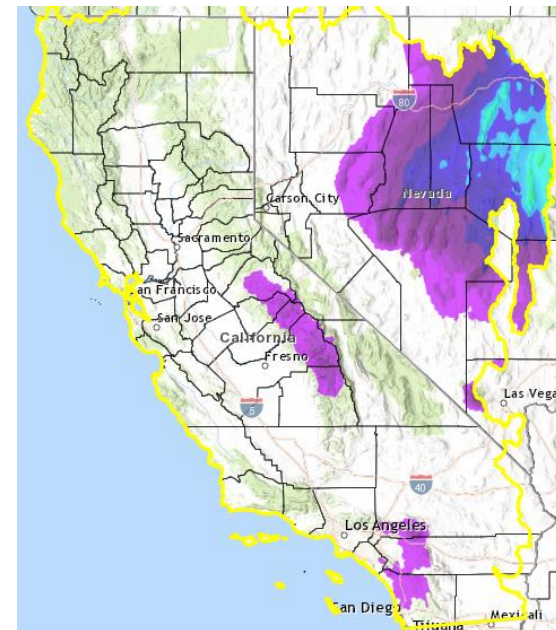 80
Nevada
Carson City
Sacramento
San Francisco
San Jose
California
Fresno
5
Las Vega
40
Los Angeles
San Diego
Mexicali
Tijuana